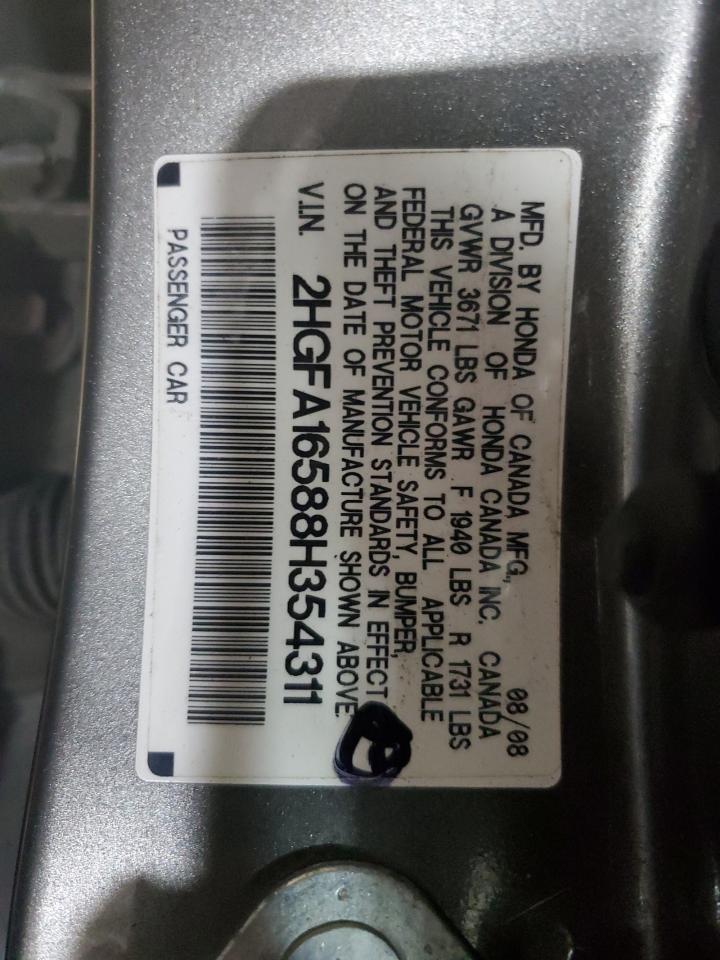 MFD. BY HONDA OF CANADA MFG., 08/08
A DIVISION OF HONDA CANADA INC. CANADA
GVWR 3671 LBS GAWR F 1940 LBS R 1731 LBS
THIS VEHICLE CONFORMS TO ALL APPLICABLE
FEDERAL MOTOR VEHICLE SAFETY, BUMPER,
AND THEFT PREVENTION STANDARDS IN EFFECT
ON THE DATE OF MANUFACTURE SHOWN ABOVE.
V.I.N. 2HGFA16588H354311
PASSENGER CAR